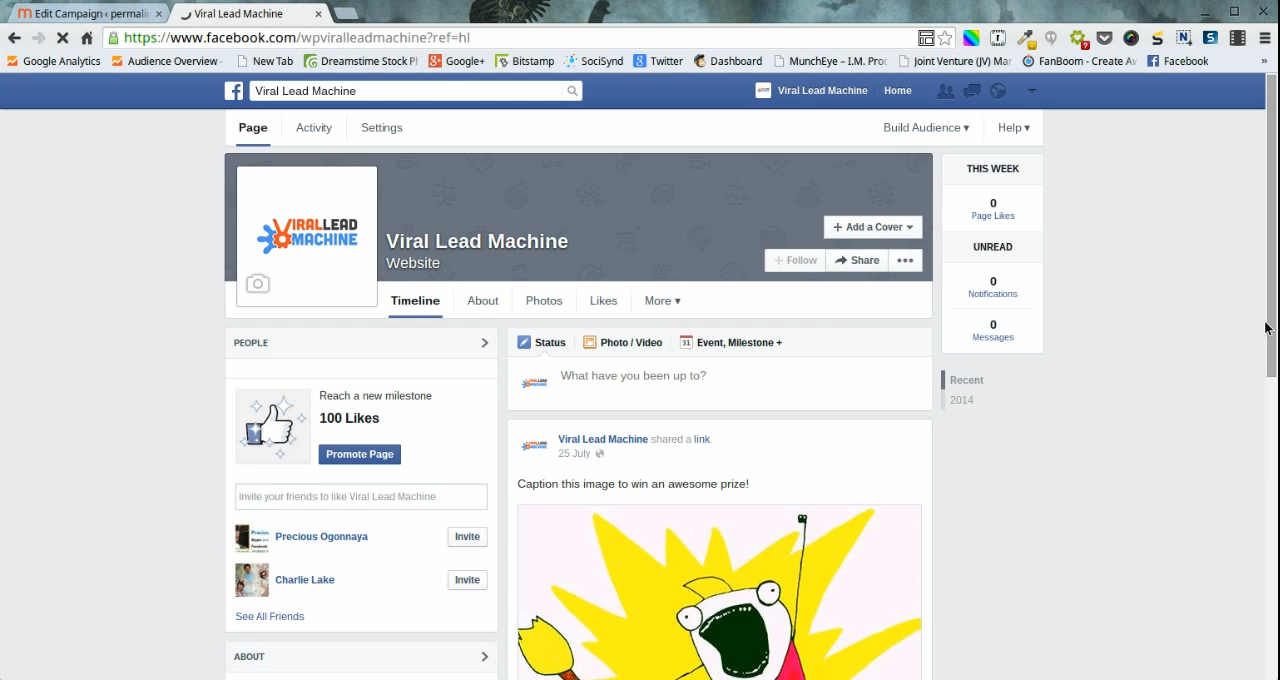 Edit Campaign ‹ permali
Viral Lead Machine
https://www.facebook.com/wpviralleadmachine?ref=hl
Google Analytics
Audience Overview -
New Tab
Dreamstime Stock P
Google+
Bitstamp
SociSynd
Twitter
Dashboard
MunchEye – I.M. Pro
Joint Venture (JV) Mar
FanBoom - Create Av
Facebook
»
Viral Lead Machine
Viral Lead Machine
Home
Page
Activity
Settings
Build Audience ▾
Help ▾
VIRALLEAD
MACHINE
Viral Lead Machine
Website
+ Add a Cover ▾
+ Follow
Share
•••
Timeline
About
Photos
Likes
More ▾
THIS WEEK
0
Page Likes
UNREAD
0
Notifications
0
Messages
Recent
2014
PEOPLE
Reach a new milestone
100 Likes
Promote Page
Invite your friends to like Viral Lead Machine
Precious Ogonnaya
Invite
Charlie Lake
Invite
See All Friends
ABOUT
Status
Photo / Video
31
Event, Milestone +
What have you been up to?
Viral Lead Machine shared a link.
25 July
Caption this image to win an awesome prize!